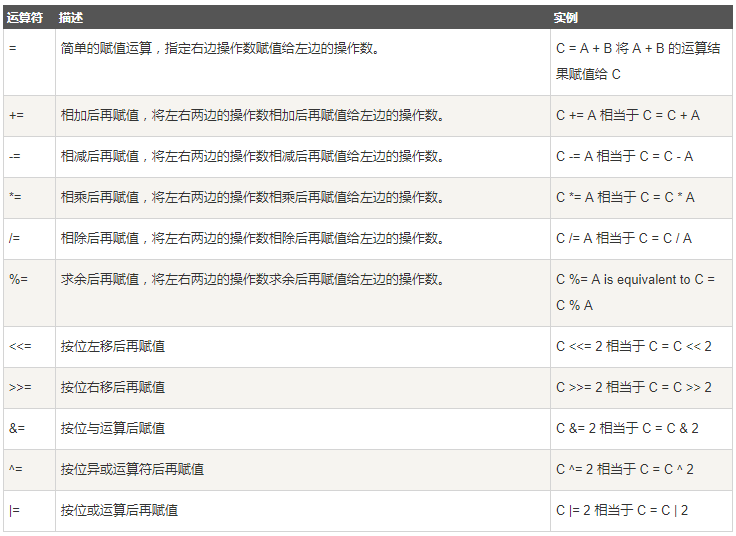 运算符 描述 实例
= 简单的赋值运算，指定右边操作数赋值给左边的操作数。 C = A + B 将 A + B 的运算结
果赋值给 C
+= 相加后再赋值，将左右两边的操作数相加后再赋值给左边的操作数。 C += A 相当于 C = C + A
-= 相减后再赋值，将左右两边的操作数相减后再赋值给左边的操作数。 C -= A 相当于 C = C - A
*= 相乘后再赋值，将左右两边的操作数相乘后再赋值给左边的操作数。 C *= A 相当于 C = C * A
/= 相除后再赋值，将左右两边的操作数相除后再赋值给左边的操作数。 C /= A 相当于 C = C / A
%= 求余后再赋值，将左右两边的操作数求余后再赋值给左边的操作数。 C %= A is equivalent to C =
C % A
<<= 按位左移后再赋值 C <<= 2 相当于 C = C << 2
>>= 按位右移后再赋值 C >>= 2 相当于 C = C >> 2
&= 按位与运算后赋值 C &= 2 相当于 C = C & 2
^= 按位异或运算符后再赋值 C ^= 2 相当于 C = C ^ 2
|= 按位或运算后再赋值 C |= 2 相当于 C = C | 2